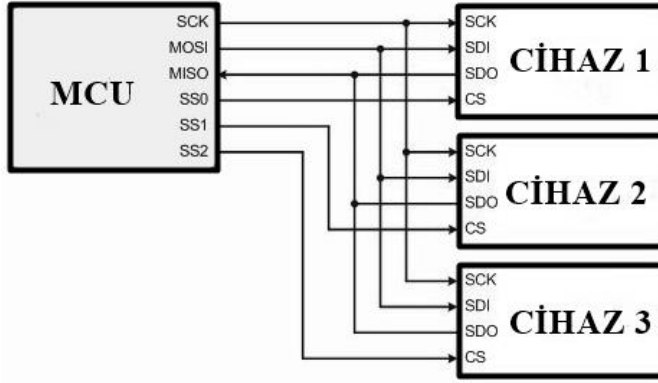 SCK
MOSI
MISO
SS0
SS1
SS2
MCU
SCK
SDI
SDO
CS
CİHAZ 1
SCK
SDI
SDO
CS
CİHAZ 2
SCK
SDI
SDO
CS
CİHAZ 3